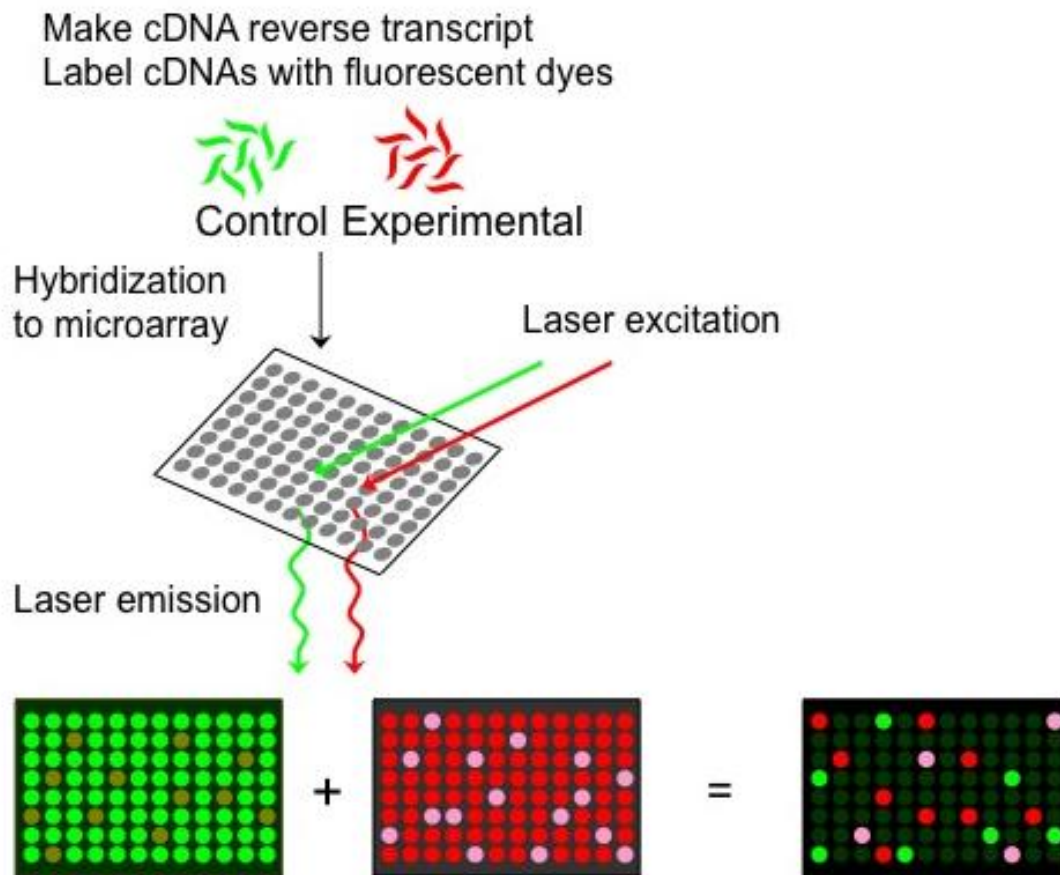 Make cDNA reverse transcript
Label cDNAs with fluorescent dyes
Control Experimental
Hybridization
to microarray
Laser excitation
Laser emission
+
=